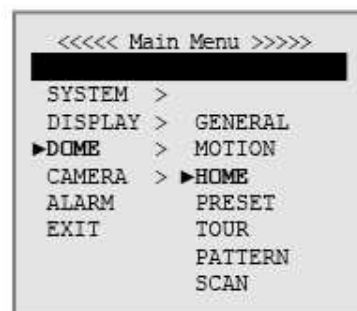 <<<<< Main Menu >>>>>
SYSTEM >
DISPLAY > GENERAL
►DOME > MOTION
CAMERA > ►HOME
ALARM PRESET
EXIT TOUR
PATTERN
SCAN